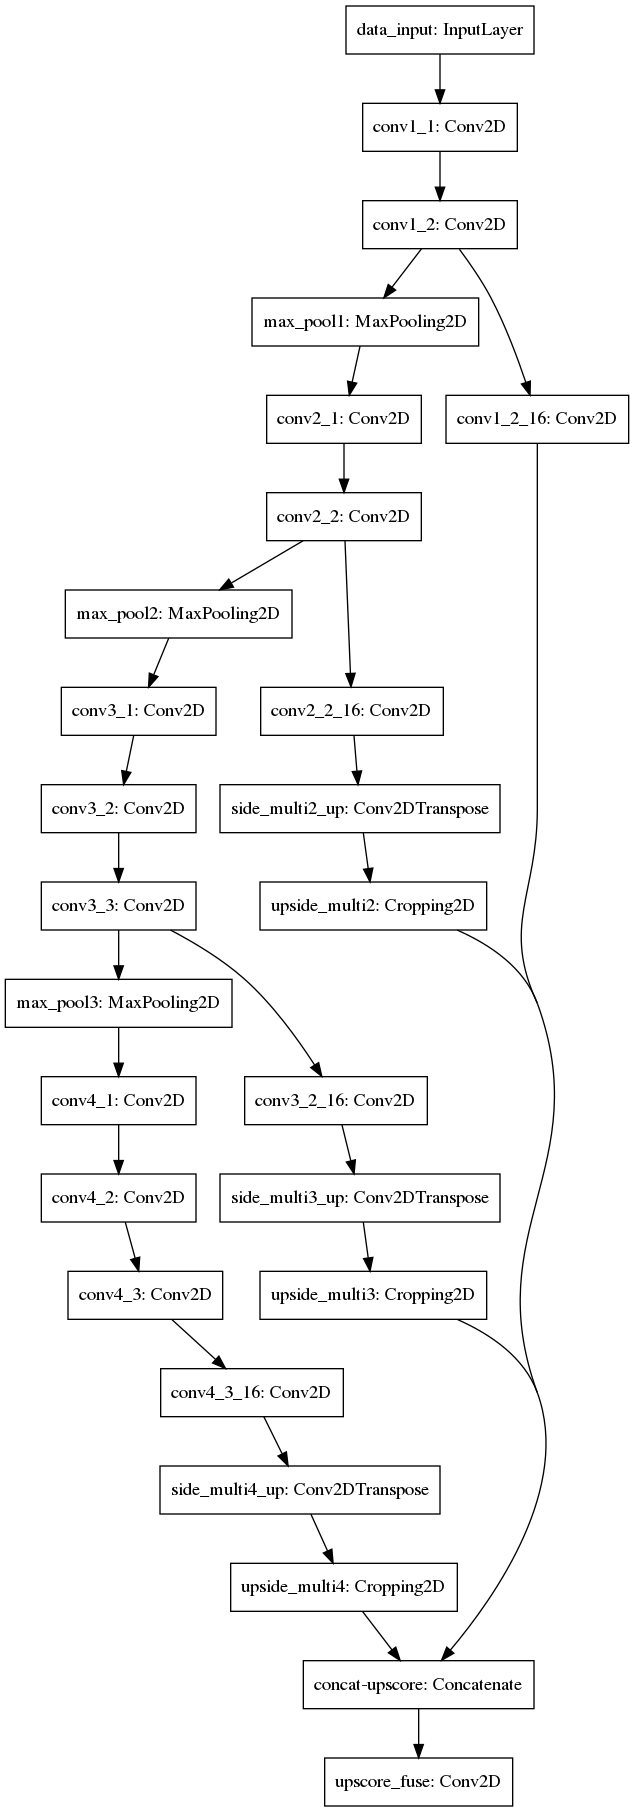 data_input: InputLayer
conv1_1: Conv2D
conv1_2: Conv2D
max_pool1: MaxPooling2D
conv2_1: Conv2D
conv1_2_16: Conv2D
conv2_2: Conv2D
max_pool2: MaxPooling2D
conv3_1: Conv2D
conv2_2_16: Conv2D
conv3_2: Conv2D
side_multi2_up: Conv2DTranspose
conv3_3: Conv2D
upside_multi2: Cropping2D
max_pool3: MaxPooling2D
conv4_1: Conv2D
conv3_2_16: Conv2D
conv4_2: Conv2D
side_multi3_up: Conv2DTranspose
conv4_3: Conv2D
upside_multi3: Cropping2D
conv4_3_16: Conv2D
side_multi4_up: Conv2DTranspose
upside_multi4: Cropping2D
concat-upscore: Concatenate
upscore_fuse: Conv2D